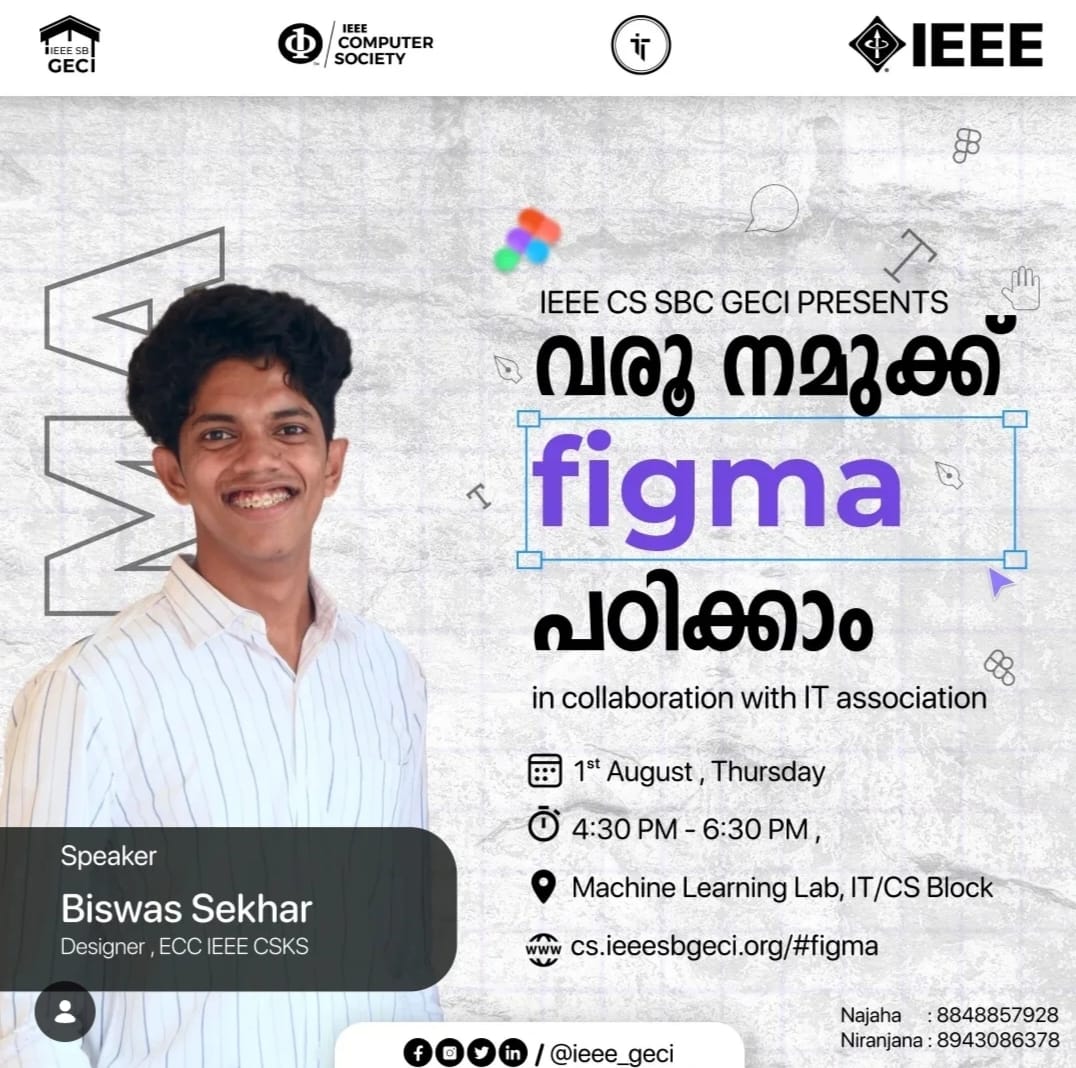 IEEE SB
GECI
IEEE
COMPUTER
SOCIETY
IEEE
IEEE CS SBC GECI PRESENTS
വരൂ നമുക്ക്
figma
പഠിക്കാം
in collaboration with IT association
1st August , Thursday
4:30 PM - 6:30 PM ,
Machine Learning Lab, IT/CS Block
www cs.ieeesbgeci.org/#figma
Speaker
Biswas Sekhar
Designer , ECC IEEE CSKS
Najaha : 8848857928
Niranjana : 8943086378
/ @ieee_geci